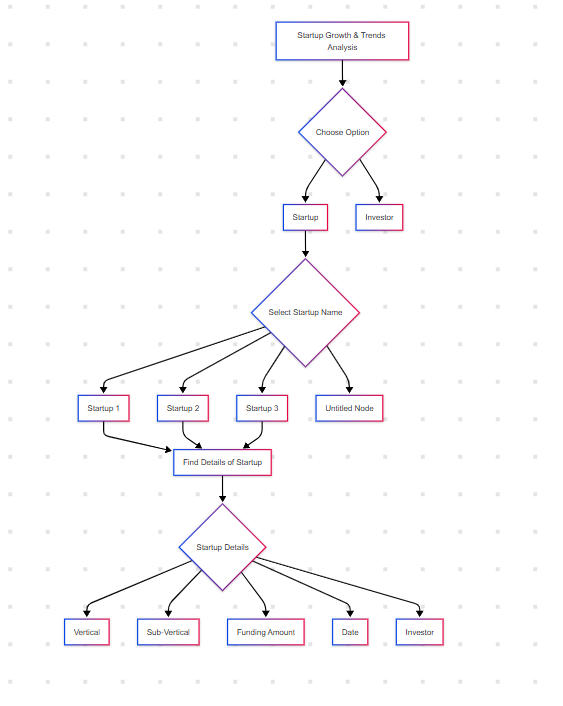 Startup Growth & Trends
Analysis
Choose Option
Startup
Investor
Select Startup Name
Startup 1
Startup 2
Startup 3
Untitled Node
Find Details of Startup
Startup Details
Vertical
Sub-Vertical
Funding Amount
Date
Investor